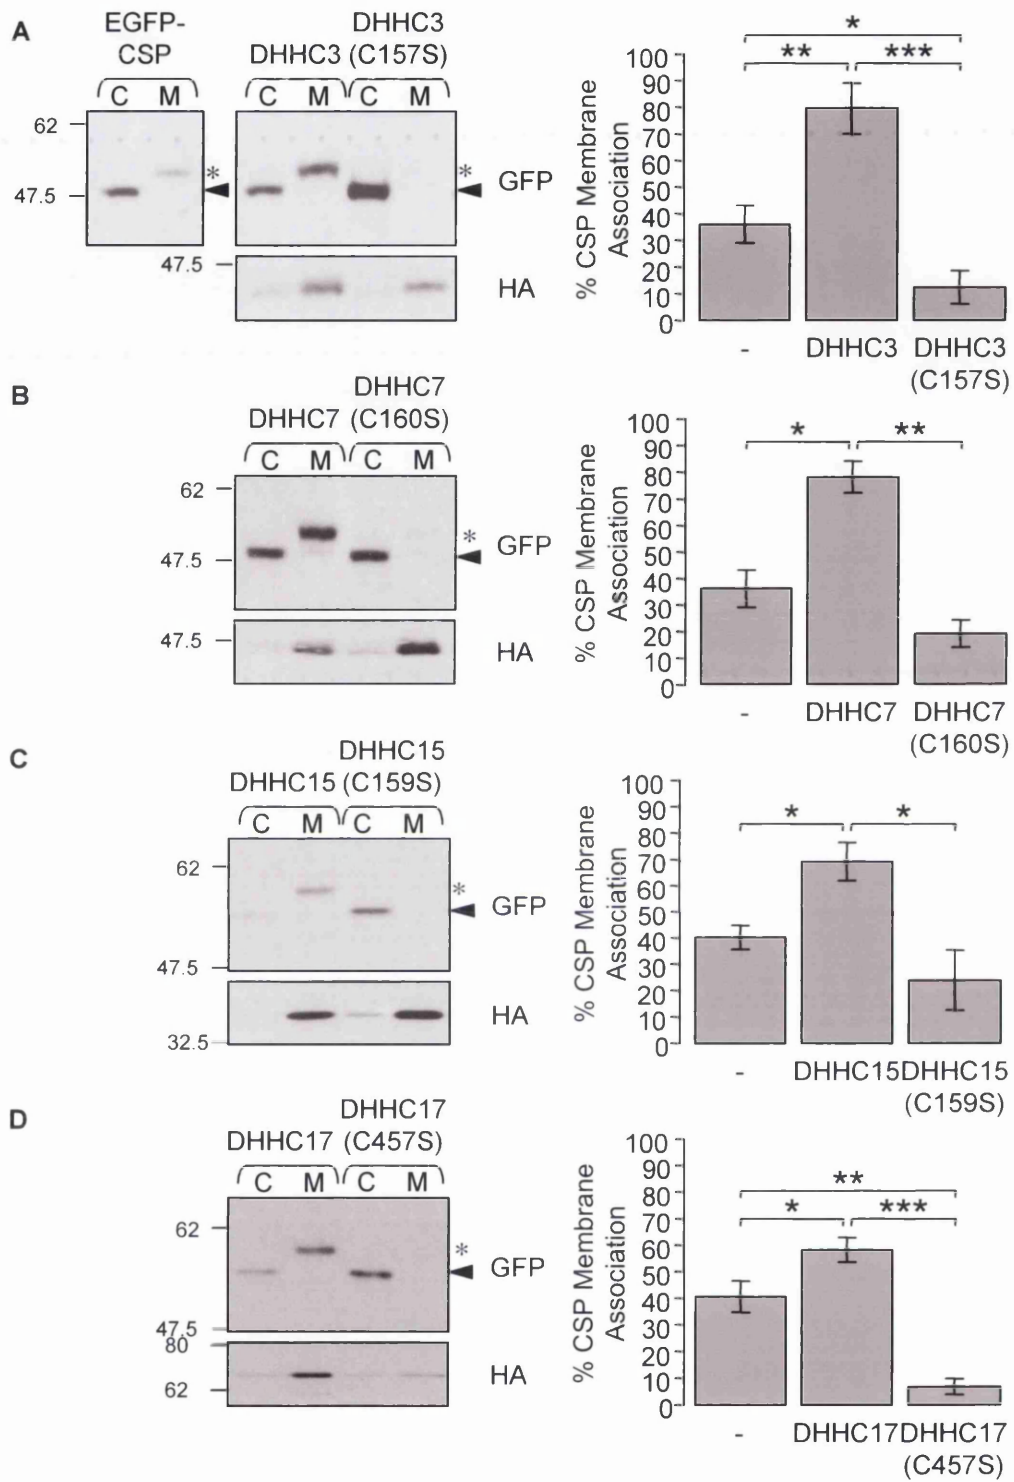 A
EGFP-
CSP
DHHC3
DHHC3
(C157S)
C M C M C M
62
47.5
*
*
GFP
47.5
HA
% CSP Membrane
Association
100
90
80
70
60
50
40
30
20
10
0
*
** ***
- DHHC3 DHHC3
(C157S)
B
DHHC7
DHHC7
(C160S)
C M C M
62
47.5
*
GFP
47.5
HA
% CSP Membrane
Association
100
90
80
70
60
50
40
30
20
10
0
* **
- DHHC7 DHHC7
(C160S)
C
DHHC15
DHHC15
(C159S)
C M C M
62
47.5
*
GFP
32.5
HA
% CSP Membrane
Association
100
90
80
70
60
50
40
30
20
10
0
* *
- DHHC15 DHHC15
(C159S)
D
DHHC17
DHHC17
(C457S)
C M C M
62
47.5
*
GFP
80
62
HA
% CSP Membrane
Association
100
90
80
70
60
50
40
30
20
10
0
**
* ***
- DHHC17 DHHC17
(C457S)